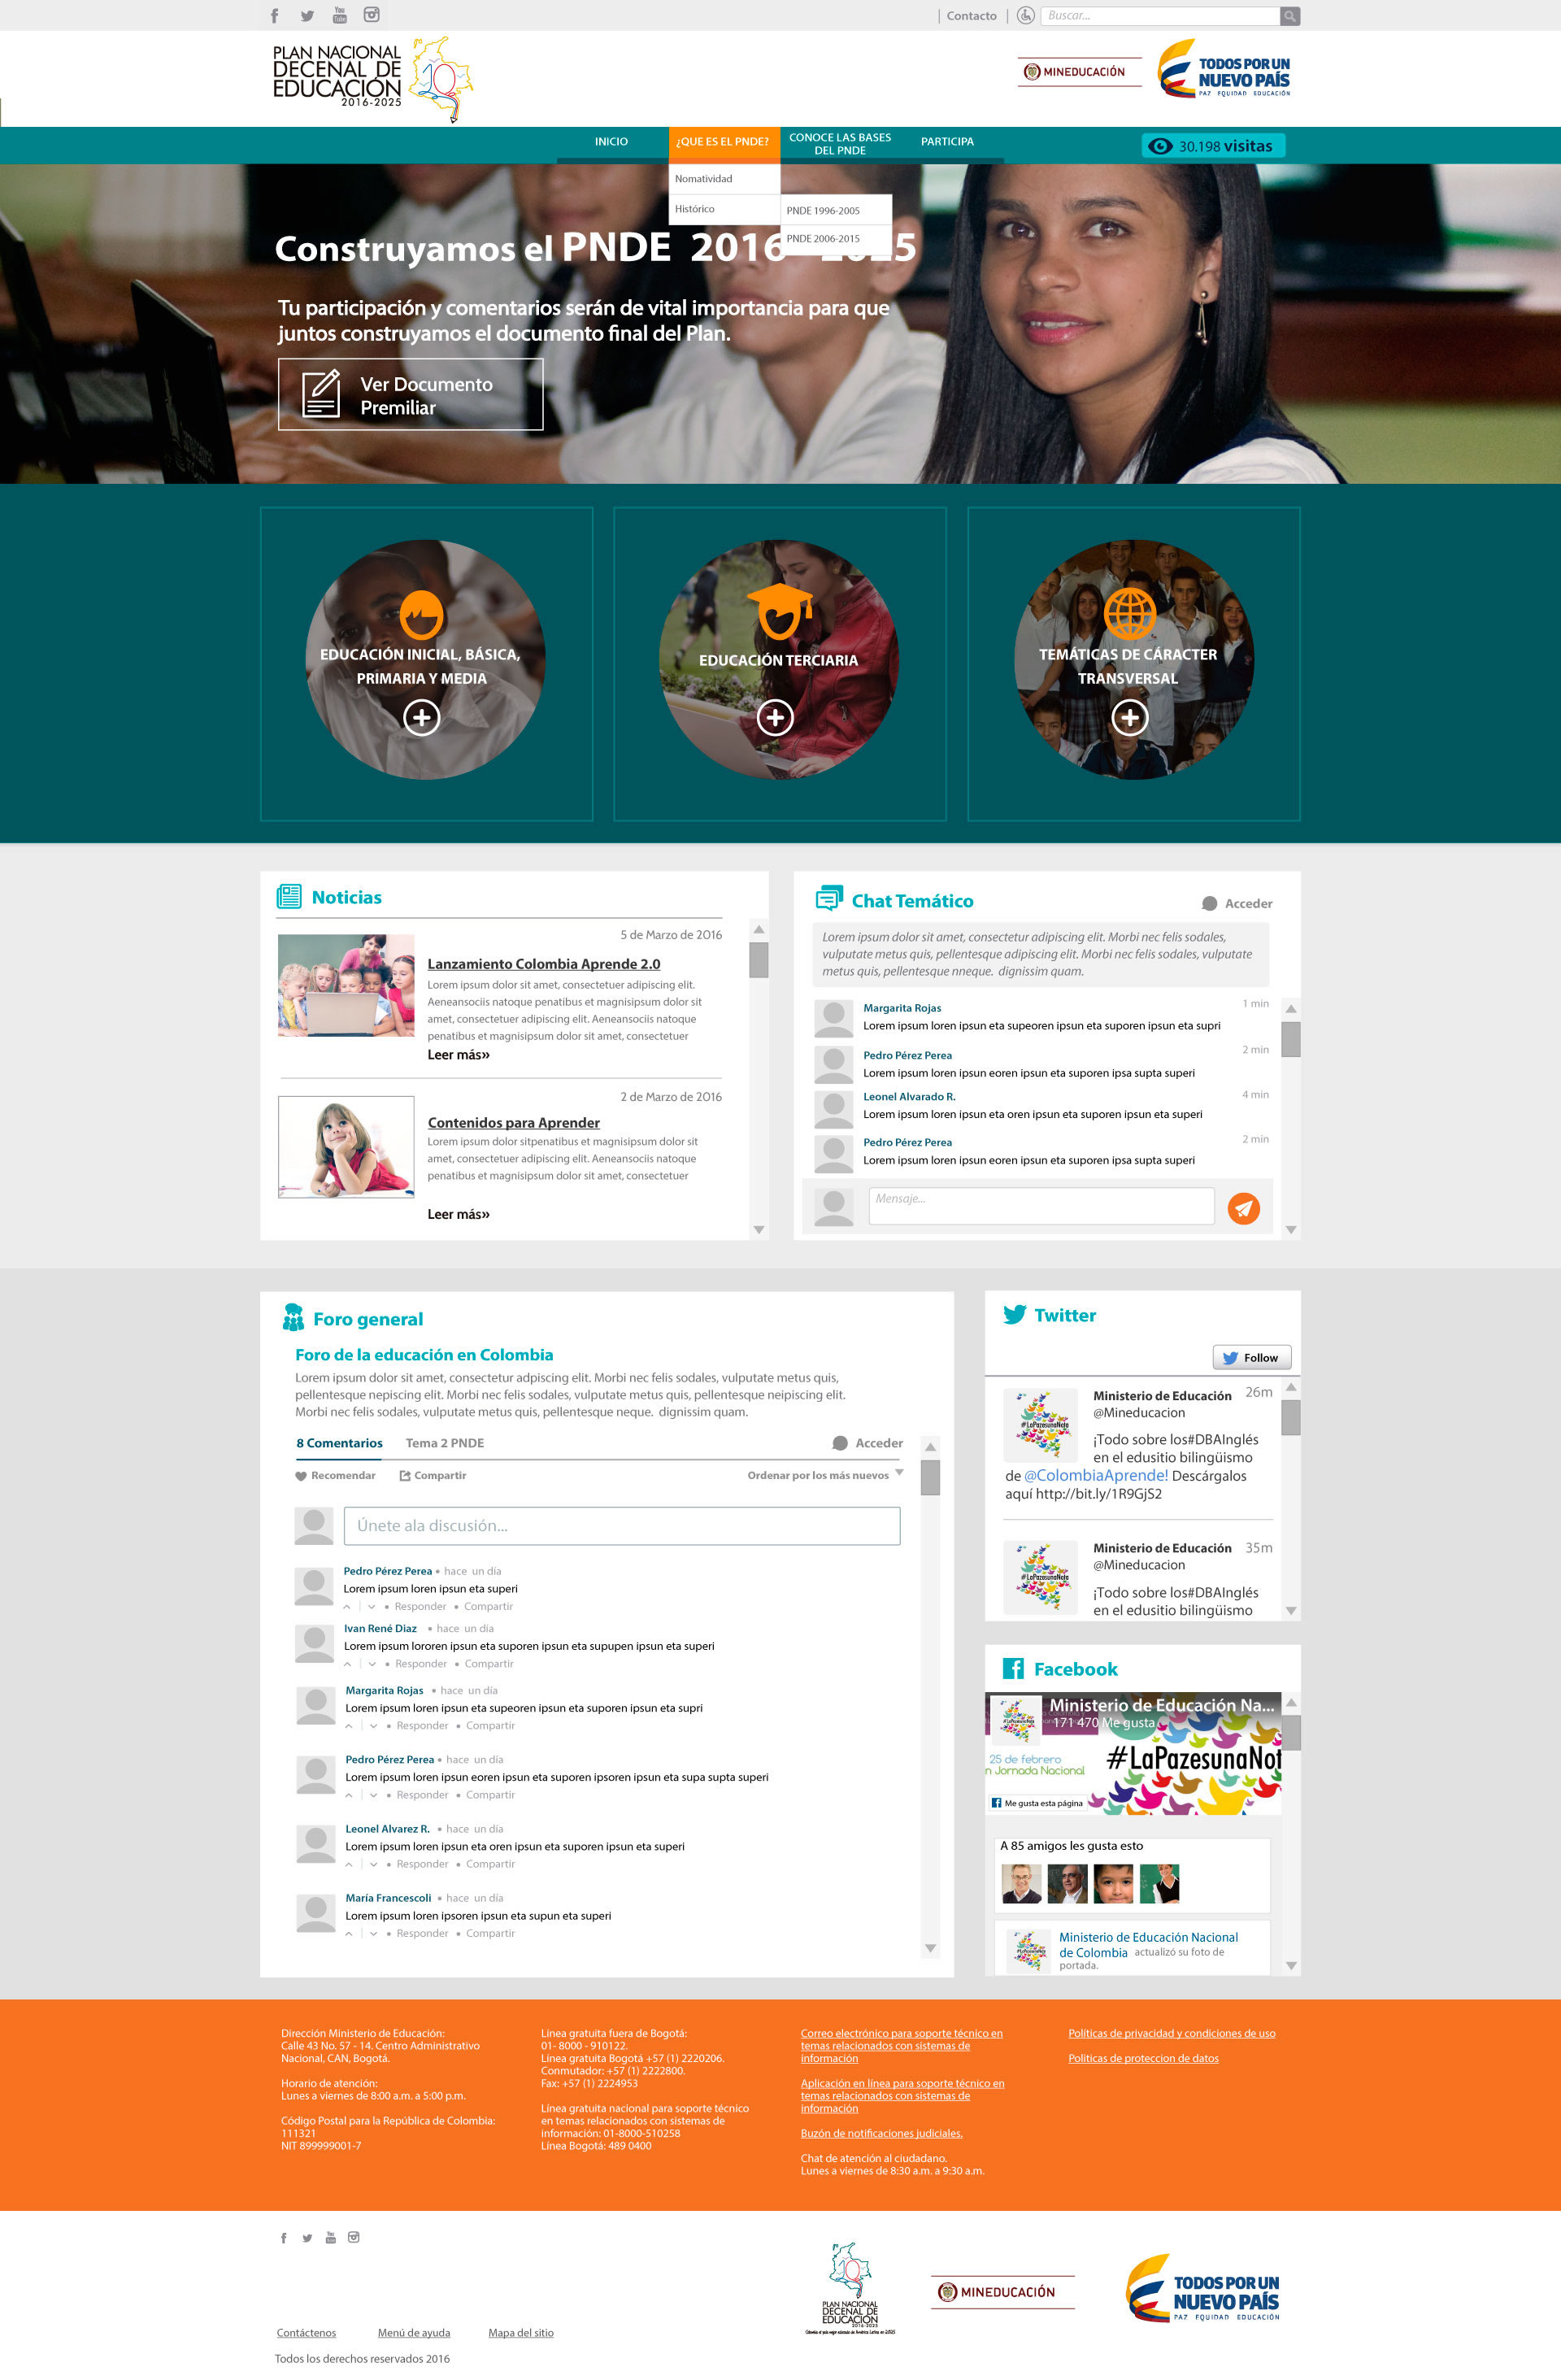 You
Tube
Contacto
Buscar...
PLAN NACIONAL
DECENAL DE
EDUCACIÓN
2016-2025
10
MINEDUCACIÓN
TODOS POR UN
NUEVO PAÍS
PAZ EQUIDAD EDUCACIÓN
INICIO
¿QUE ES EL PNDE?
CONOCE LAS BASES
DEL PNDE
PARTICIPA
30.198 visitas
Nomatividad
Histórico
PNDE 1996-2005
PNDE 2006-2015
Construyamos el PNDE 2016 - 2025
Tu participación y comentarios serán de vital importancia para que
juntos construyamos el documento final del Plan.
Ver Documento
Premiliar
EDUCACIÓN INICIAL, BÁSICA,
PRIMARIA Y MEDIA
EDUCACIÓN TERCIARIA
TEMÁTICAS DE CÁRACTER
TRANSVERSAL
Noticias
5 de Marzo de 2016
Lanzamiento Colombia Aprende 2.0
Lorem ipsum dolor sit amet, consectetuer adipiscing elit.
Aeneansociis natoque penatibus et magnisipsum dolor sit
amet, consectetuer adipiscing elit. Aeneansociis natoque
penatibus et magnisipsum dolor sit amet, consectetuer
Leer más»
2 de Marzo de 2016
Contenidos para Aprender
Lorem ipsum dolor sitpenatibus et magnisipsum dolor sit
amet, consectetuer adipiscing elit. Aeneansociis natoque
penatibus et magnisipsum dolor sit amet, consectetuer
Leer más»
Chat Temático
Acceder
Lorem ipsum dolor sit amet, consectetur adipiscing elit. Morbi nec felis sodales,
vulputate metus quis, pellentesque adipiscing elit. Morbi nec felis sodales, vulputate
metus quis, pellentesque nneque. dignissim quam.
Margarita Rojas
1 min
Lorem ipsum loren ipsun eta supeoren ipsun eta suporen ipsun eta supri
Pedro Pérez Perea
2 min
Lorem ipsum loren ipsun eoren ipsun eta suporen ipsa supta superi
Leonel Alvarado R.
4 min
Lorem ipsum loren ipsun eta oren ipsun eta suporen ipsun eta superi
Pedro Pérez Perea
2 min
Lorem ipsum loren ipsun eoren ipsun eta suporen ipsa supta superi
Mensaje...
Foro general
Foro de la educación en Colombia
Lorem ipsum dolor sit amet, consectetur adipiscing elit. Morbi nec felis sodales, vulputate metus quis,
pellentesque nepiscing elit. Morbi nec felis sodales, vulputate metus quis, pellentesque neipiscing elit.
Morbi nec felis sodales, vulputate metus quis, pellentesque neque. dignissim quam.
8 Comentarios
Tema 2 PNDE
Acceder
Recomendar
Compartir
Ordenar por los más nuevos
Únete ala discusión...
Pedro Pérez Perea • hace un día
Lorem ipsum loren ipsun eta superi
• Responder • Compartir
Ivan René Diaz • hace un día
Lorem ipsum lororen ipsun eta suporen ipsun eta supupen ipsun eta superi
• Responder • Compartir
Margarita Rojas • hace un día
Lorem ipsum loren ipsun eta supeoren ipsun eta suporen ipsun eta supri
• Responder • Compartir
Pedro Pérez Perea • hace un día
Lorem ipsum loren ipsun eoren ipsun eta suporen ipsoren ipsun eta supa supta superi
• Responder • Compartir
Leonel Alvarez R. • hace un día
Lorem ipsum loren ipsun eta oren ipsun eta suporen ipsun eta superi
• Responder • Compartir
María Francescoli • hace un día
Lorem ipsum loren ipsoren ipsun eta supun eta superi
• Responder • Compartir
Twitter
Follow
#LaPazesunaNota
Ministerio de Educación 26m
@Mineducacion
¡Todo sobre los#DBAInglés
en el edusitio bilingüismo
de @ColombiaAprende! Descárgalos
aquí http://bit.ly/1R9GjS2
#LaPazesunaNota
Ministerio de Educación 35m
@Mineducacion
¡Todo sobre los#DBAInglés
en el edusitio bilingüismo
Facebook
Ministerio de Educación Na...
171 470 Me gusta
25 de febrero
n Jornada Nacional
#LaPazesunaNot
Me gusta esta página
A 85 amigos les gusta esto
Ministerio de Educación Nacional
de Colombia actualizó su foto de
portada.
Dirección Ministerio de Educación:
Calle 43 No. 57 - 14. Centro Administrativo
Nacional, CAN, Bogotá.
Horario de atención:
Lunes a viernes de 8:00 a.m. a 5:00 p.m.
Código Postal para la República de Colombia:
111321
NIT 899999001-7
Línea gratuita fuera de Bogotá:
01- 8000 - 910122.
Línea gratuita Bogotá +57 (1) 2220206.
Conmutador: +57 (1) 2222800.
Fax: +57 (1) 2224953
Línea gratuita nacional para soporte técnico
en temas relacionados con sistemas de
información: 01-8000-510258
Línea Bogotá: 489 0400
Correo electrónico para soporte técnico en
temas relacionados con sistemas de
información
Aplicación en línea para soporte técnico en
temas relacionados con sistemas de
información
Buzón de notificaciones judiciales.
Chat de atención al ciudadano.
Lunes a viernes de 8:30 a.m. a 9:30 a.m.
Políticas de privacidad y condiciones de uso
Politicas de proteccion de datos
PLAN NACIONAL
DECENAL DE
EDUCACIÓN
2016-2025
MINEDUCACIÓN
TODOS POR UN
NUEVO PAÍS
PAZ EQUIDAD EDUCACIÓN
Contáctenos
Menú de ayuda
Mapa del sitio
Todos los derechos reservados 2016